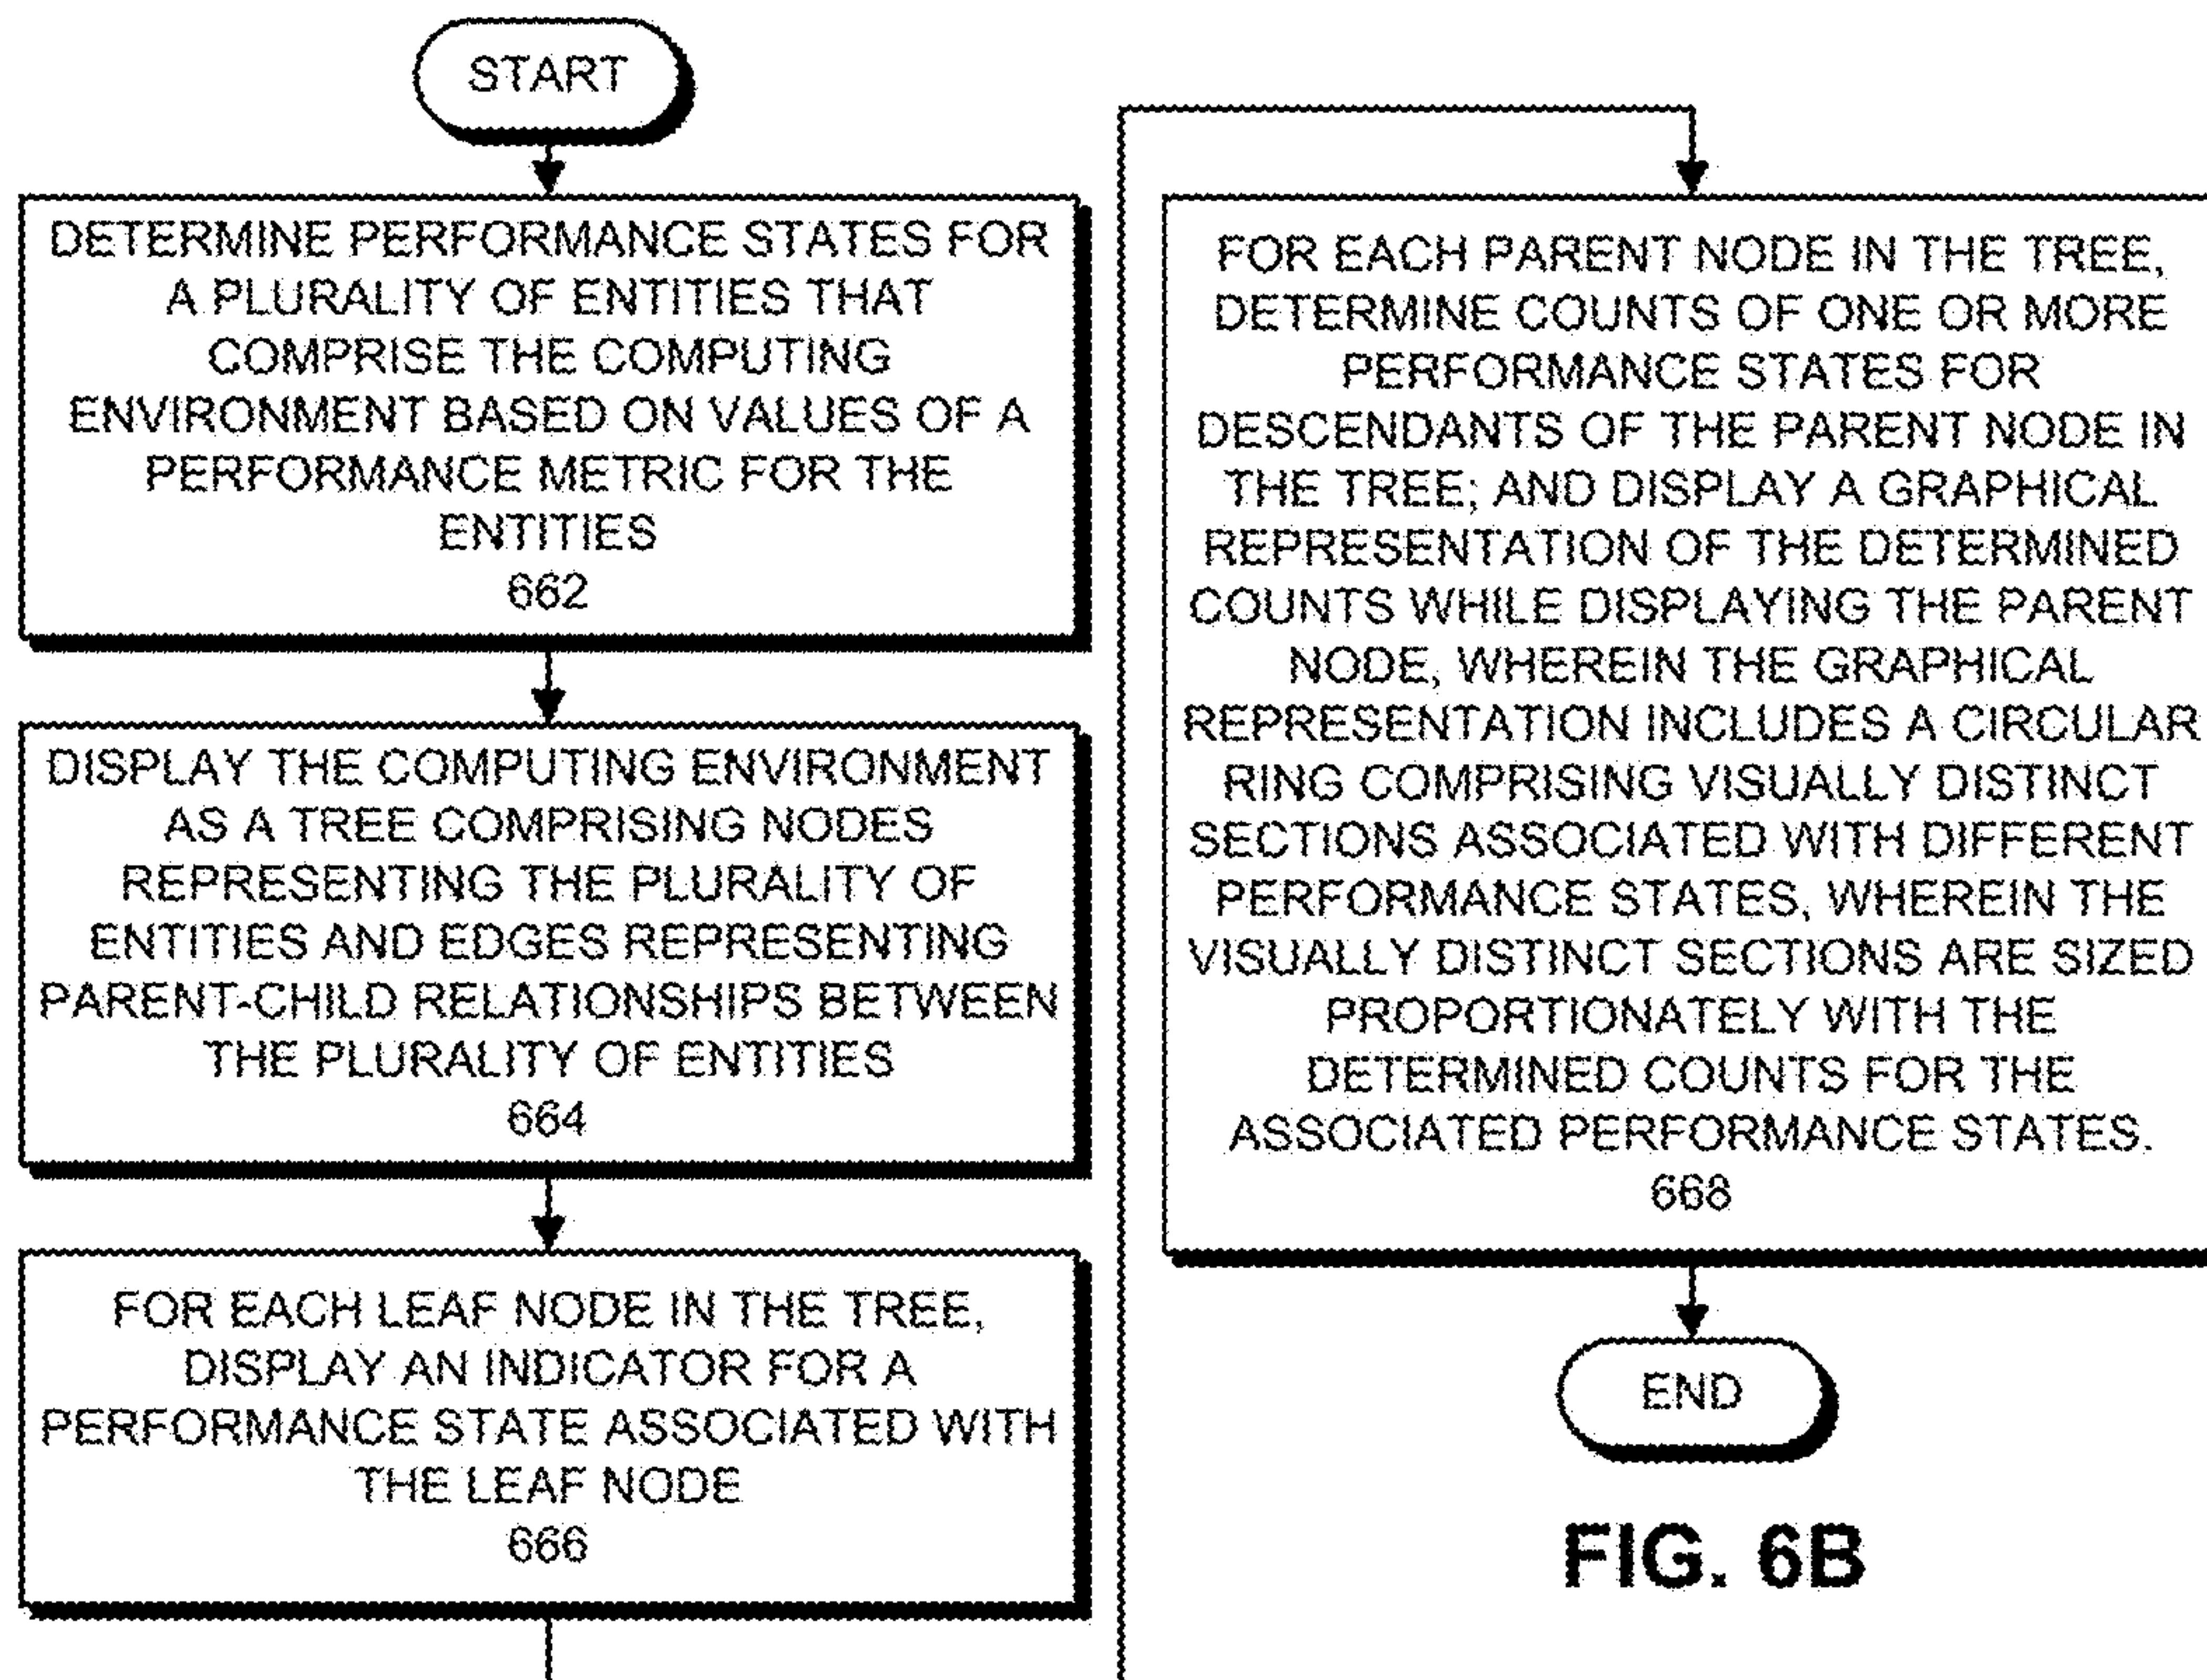 START
DETERMINE PERFORMANCE STATES FOR
A PLURALITY OF ENTITIES THAT
COMPRISE THE COMPUTING
ENVIRONMENT BASED ON VALUES OF A
PERFORMANCE METRIC FOR THE
ENTITIES
662
DISPLAY THE COMPUTING ENVIRONMENT
AS A TREE COMPRISING NODES
REPRESENTING THE PLURALITY OF
ENTITIES AND EDGES REPRESENTING
PARENT-CHILD RELATIONSHIPS BETWEEN
THE PLURALITY OF ENTITIES
664
FOR EACH LEAF NODE IN THE TREE,
DISPLAY AN INDICATOR FOR A
PERFORMANCE STATE ASSOCIATED WITH
THE LEAF NODE
666
FOR EACH PARENT NODE IN THE TREE,
DETERMINE COUNTS OF ONE OR MORE
PERFORMANCE STATES FOR
DESCENDANTS OF THE PARENT NODE IN
THE TREE; AND DISPLAY A GRAPHICAL
REPRESENTATION OF THE DETERMINED
COUNTS WHILE DISPLAYING THE PARENT
NODE, WHEREIN THE GRAPHICAL
REPRESENTATION INCLUDES A CIRCULAR
RING COMPRISING VISUALLY DISTINCT
SECTIONS ASSOCIATED WITH DIFFERENT
PERFORMANCE STATES, WHEREIN THE
VISUALLY DISTINCT SECTIONS ARE SIZED
PROPORTIONATELY WITH THE
DETERMINED COUNTS FOR THE
ASSOCIATED PERFORMANCE STATES.
668
END
FIG. 6B